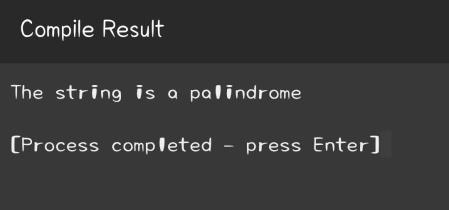 Compile Result
The string is a palindrome
[Process completed - press Enter]